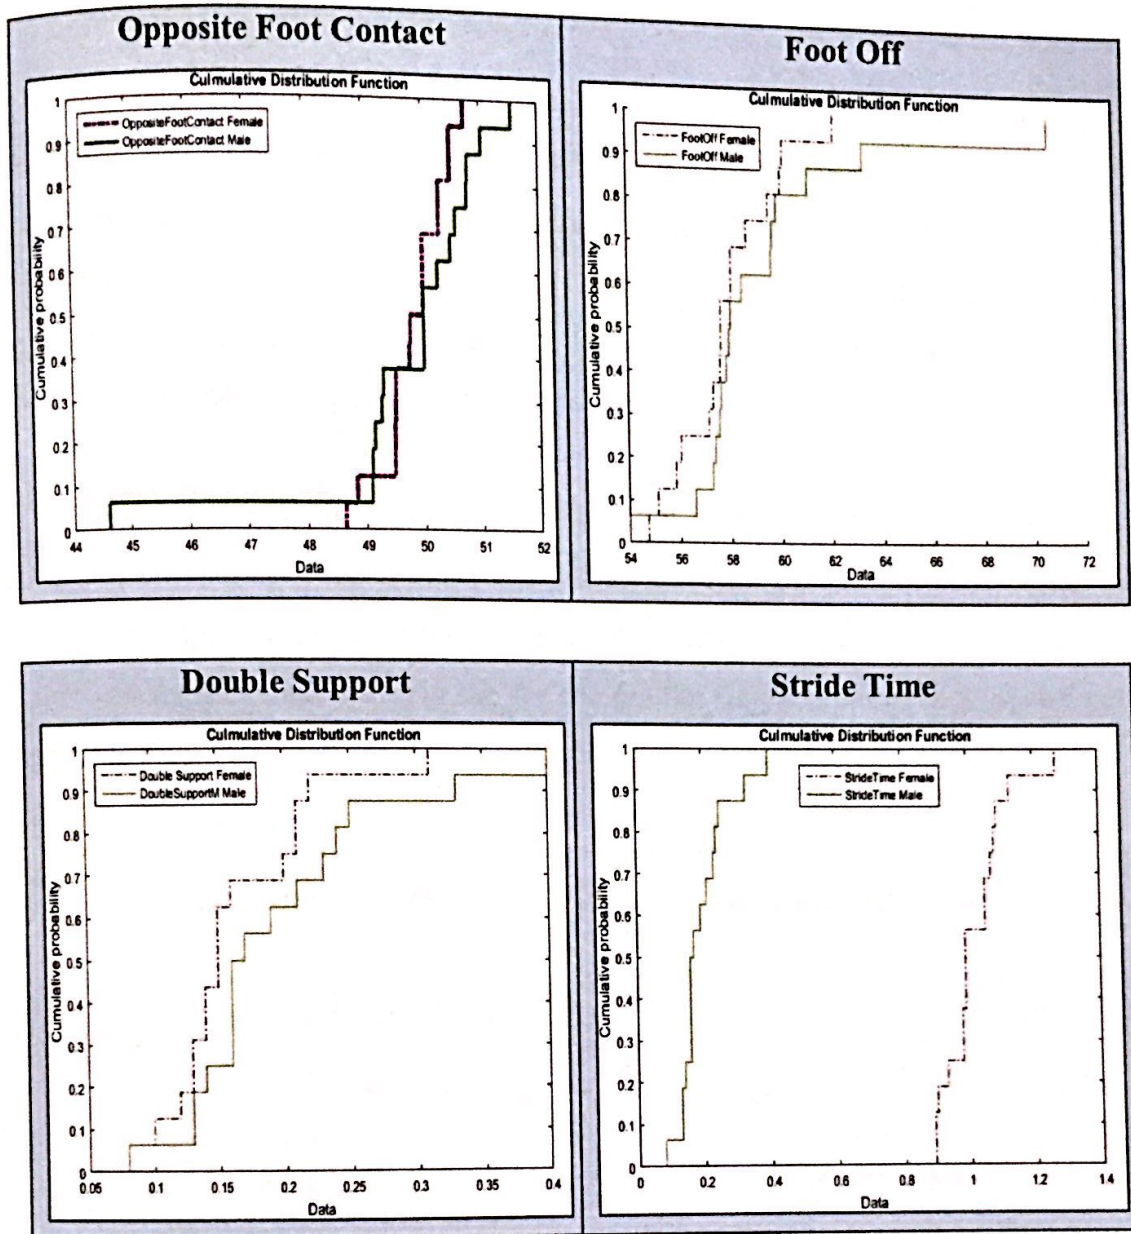 Opposite Foot Contact
Culmulative Distribution Function
OppositeFootContact Female
OppositeFootContact Male
1
0.9
0.8
0.7
0.6
0.5
0.4
0.3
0.2
0.1
0
Cumulative probability
44 45 46 47 48 49 50 51 52
Data
Foot Off
Culmulative Distribution Function
FootOff Female
FootOff Male
1
0.9
0.8
0.7
0.6
0.5
0.4
0.3
0.2
0.1
0
Cumulative probability
54 56 58 60 62 64 66 68 70 72
Data
Double Support
Culmulative Distribution Function
Double Support Female
DoubleSupportM Male
1
0.9
0.8
0.7
0.6
0.5
0.4
0.3
0.2
0.1
0
Cumulative probability
0.05 0.1 0.15 0.2 0.25 0.3 0.35 0.4
Data
Stride Time
Culmulative Distribution Function
StrideTime Female
StrideTime Male
1
0.9
0.8
0.7
0.6
0.5
0.4
0.3
0.2
0.1
0
Cumulative probability
0 0.2 0.4 0.6 0.8 1 1.2 1.4
Data